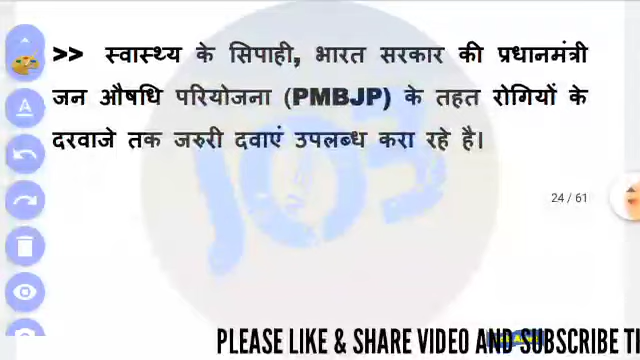 >> स्वास्थ्य के सिपाही, भारत सरकार की प्रधानमंत्री
जन औषधि परियोजना (PMBJP) के तहत रोगियों के
दरवाजे तक जरुरी दवाएं उपलब्ध करा रहे है।
JOB
24 / 61
A
PLEASE LIKE & SHARE VIDEO AND SUBSCRIBE